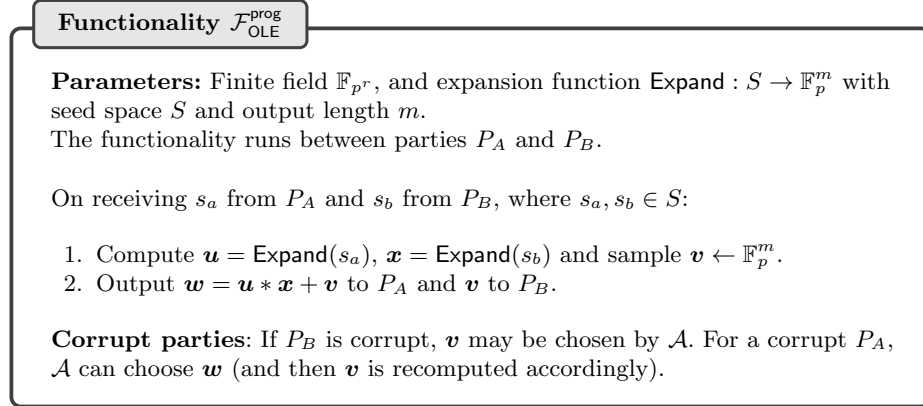 Functionality $\mathcal{F}_{\mathsf{OLE}}^{\mathsf{prog}}$
Parameters: Finite field $\mathbb{F}_{p^r}$, and expansion function $\mathsf{Expand} : S \to \mathbb{F}_p^m$ with
seed space $S$ and output length $m$.
The functionality runs between parties $P_A$ and $P_B$.
On receiving $s_a$ from $P_A$ and $s_b$ from $P_B$, where $s_a, s_b \in S$:
1. Compute $\boldsymbol{u} = \mathsf{Expand}(s_a)$, $\boldsymbol{x} = \mathsf{Expand}(s_b)$ and sample $\boldsymbol{v} \leftarrow \mathbb{F}_p^m$.
2. Output $\boldsymbol{w} = \boldsymbol{u} * \boldsymbol{x} + \boldsymbol{v}$ to $P_A$ and $\boldsymbol{v}$ to $P_B$.
Corrupt parties: If $P_B$ is corrupt, $\boldsymbol{v}$ may be chosen by $\mathcal{A}$. For a corrupt $P_A$,
$\mathcal{A}$ can choose $\boldsymbol{w}$ (and then $\boldsymbol{v}$ is recomputed accordingly).